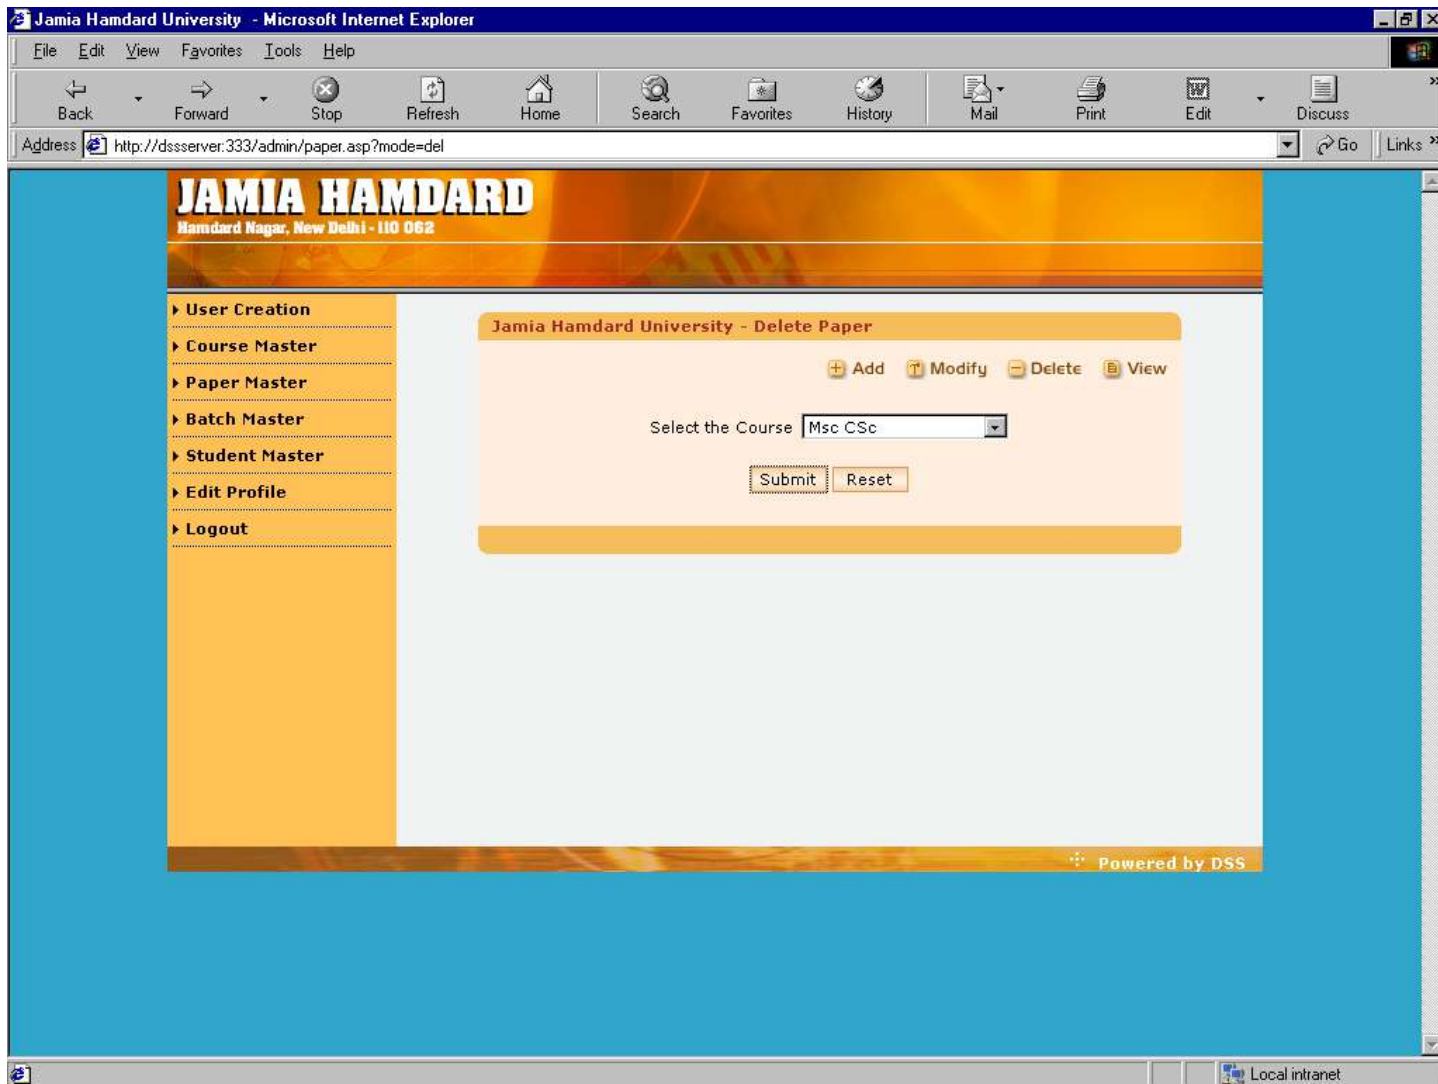 Jamia Hamdard University - Microsoft Internet Explorer
File Edit View Favorites Tools Help
Back Forward Stop Refresh Home Search Favorites History Mail Print Edit Discuss »
Address http://dssserver:333/admin/paper.asp?mode=del Go Links »
JAMIA HAMDARD
Hamdard Nagar, New Delhi - 110 062
User Creation
Course Master
Paper Master
Batch Master
Student Master
Edit Profile
Logout
Jamia Hamdard University - Delete Paper
Add Modify Delete View
Select the Course Msc CSc
Submit Reset
Powered by DSS
Local intranet